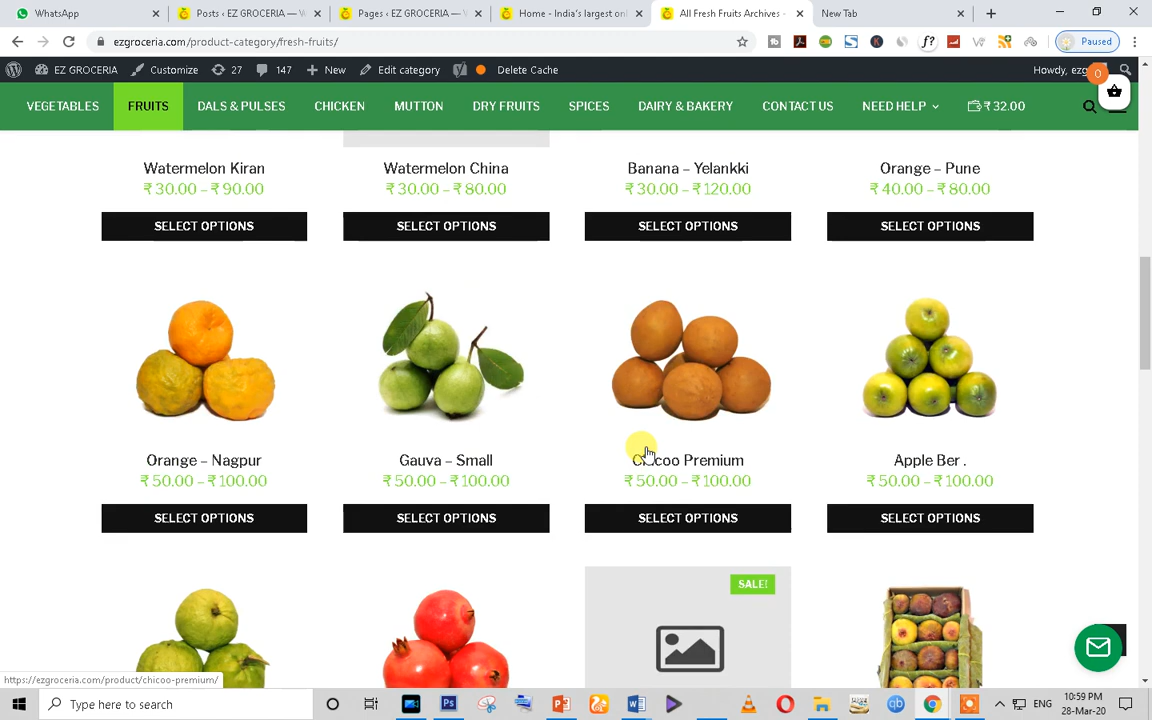 WhatsApp
Posts ‹ EZ GROCERIA — V
Pages ‹ EZ GROCERIA — V
Home - India's largest onl
All Fresh Fruits Archives -
New Tab
ezgroceria.com/product-category/fresh-fruits/
Paused
EZ GROCERIA
Customize
27
147
New
Edit category
Delete Cache
Howdy, ezg
0
VEGETABLES
FRUITS
DALS & PULSES
CHICKEN
MUTTON
DRY FRUITS
SPICES
DAIRY & BAKERY
CONTACT US
NEED HELP
₹ 32.00
Watermelon Kiran
₹ 30.00 – ₹ 90.00
SELECT OPTIONS
Watermelon China
₹ 30.00 – ₹ 80.00
SELECT OPTIONS
Banana – Yelankki
₹ 30.00 – ₹ 120.00
SELECT OPTIONS
Orange – Pune
₹ 40.00 – ₹ 80.00
SELECT OPTIONS
Orange – Nagpur
₹ 50.00 – ₹ 100.00
SELECT OPTIONS
Gauva – Small
₹ 50.00 – ₹ 100.00
SELECT OPTIONS
Chicoo Premium
₹ 50.00 – ₹ 100.00
SELECT OPTIONS
Apple Ber .
₹ 50.00 – ₹ 100.00
SELECT OPTIONS
SALE!
https://ezgroceria.com/product/chicoo-premium/
Type here to search
ENG
10:59 PM
28-Mar-20